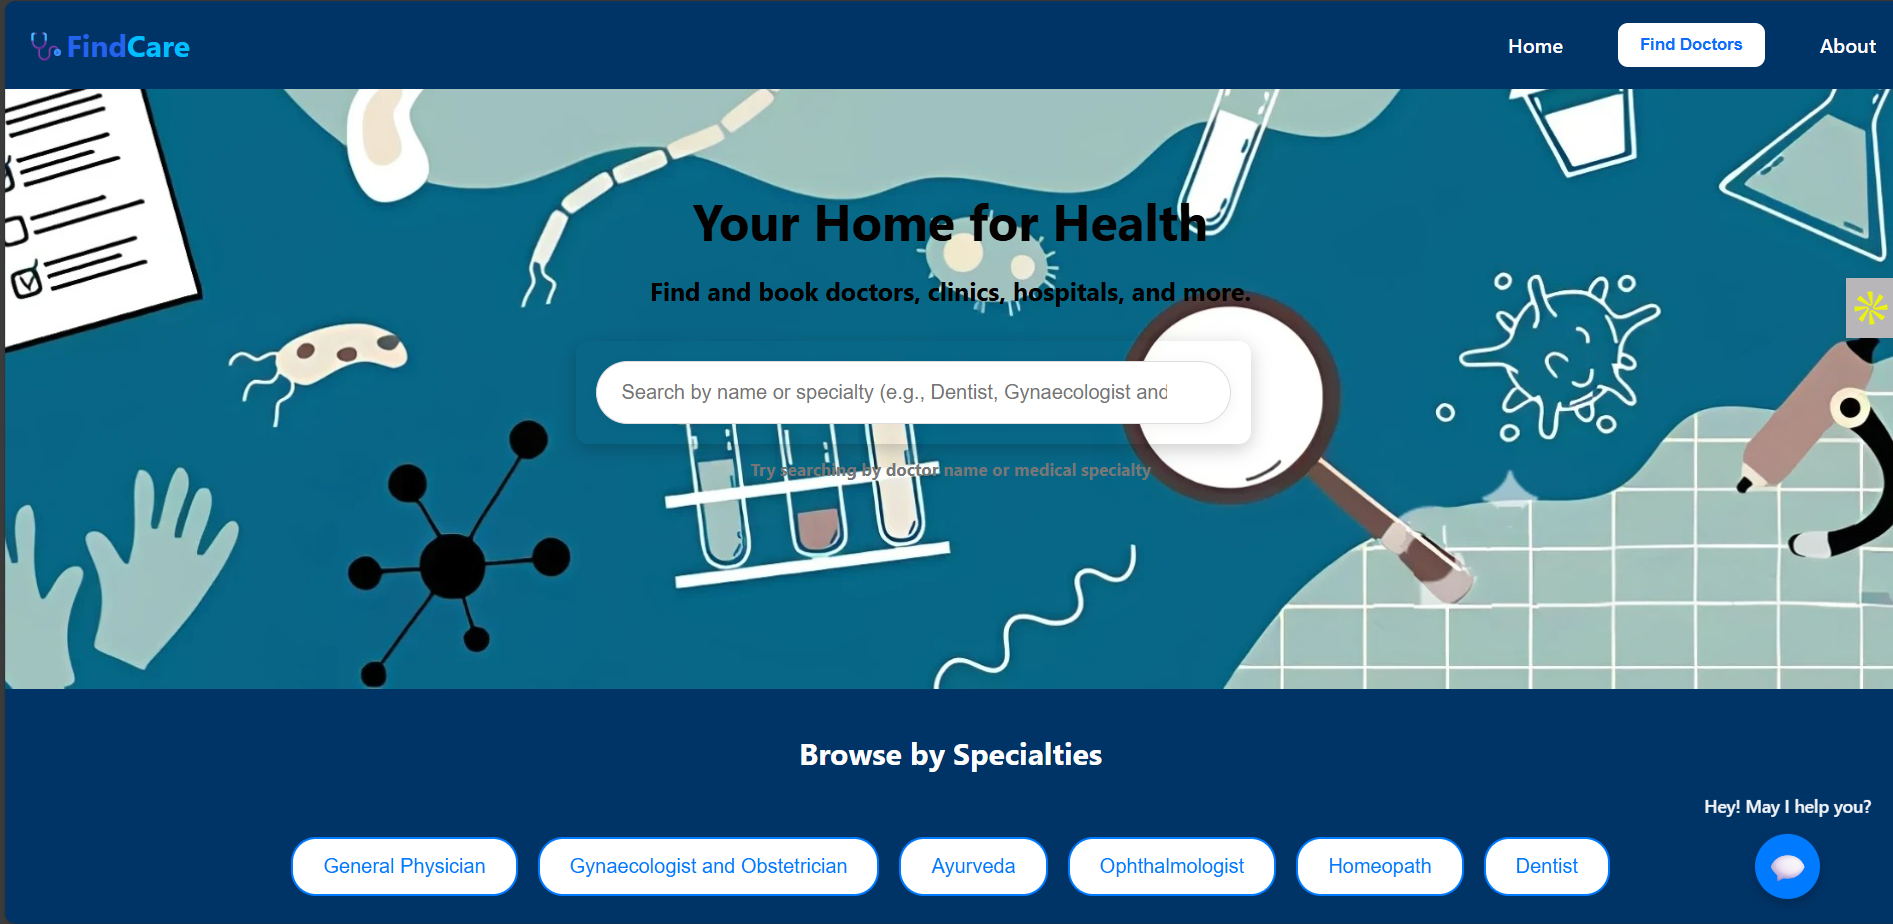 FindCare
Home
Find Doctors
About
Your Home for Health
Find and book doctors, clinics, hospitals, and more.
Search by name or specialty (e.g., Dentist, Gynaecologist and
Try searching by doctor name or medical specialty
Browse by Specialties
Hey! May I help you?
General Physician
Gynaecologist and Obstetrician
Ayurveda
Ophthalmologist
Homeopath
Dentist